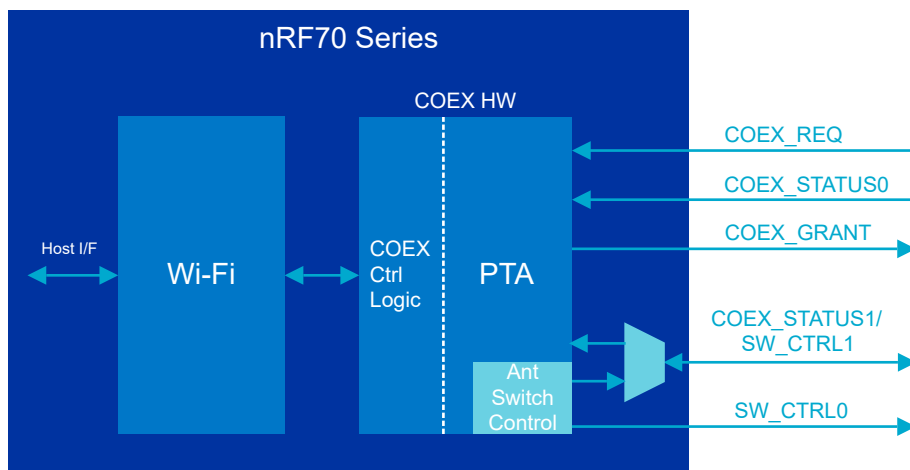 nRF70 Series
COEX HW
COEX_REQ
COEX_STATUS0
COEX_GRANT
Host I/F
Wi-Fi
COEX
Ctrl
Logic
PTA
COEX_STATUS1/
SW_CTRL1
Ant
Switch
Control
SW_CTRL0